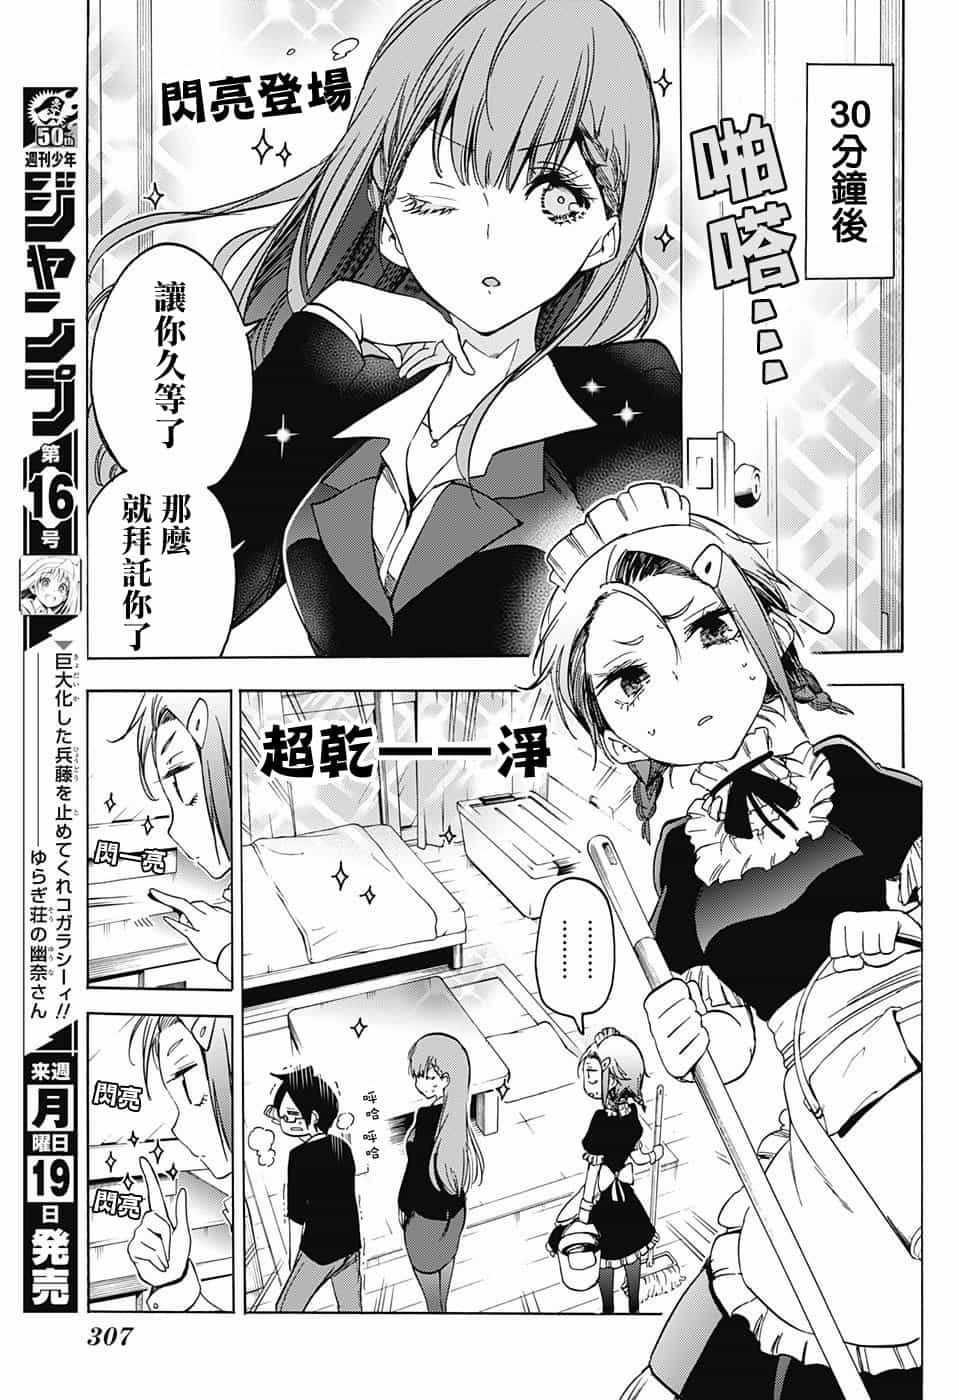 30分鐘後
啪嗒…
閃亮登場
讓你久等了
那麼
就拜託你了
超乾——淨
………
………
閃—亮
閃亮
閃亮
呼哈
呼哈
50th
週刊少年
ジャンプ
第
16
号
▼巨大化した兵藤を止めてくれコガラシーィ!!
——ゆらぎ荘の幽奈さん
来週
月
曜日
19
日
発売
307